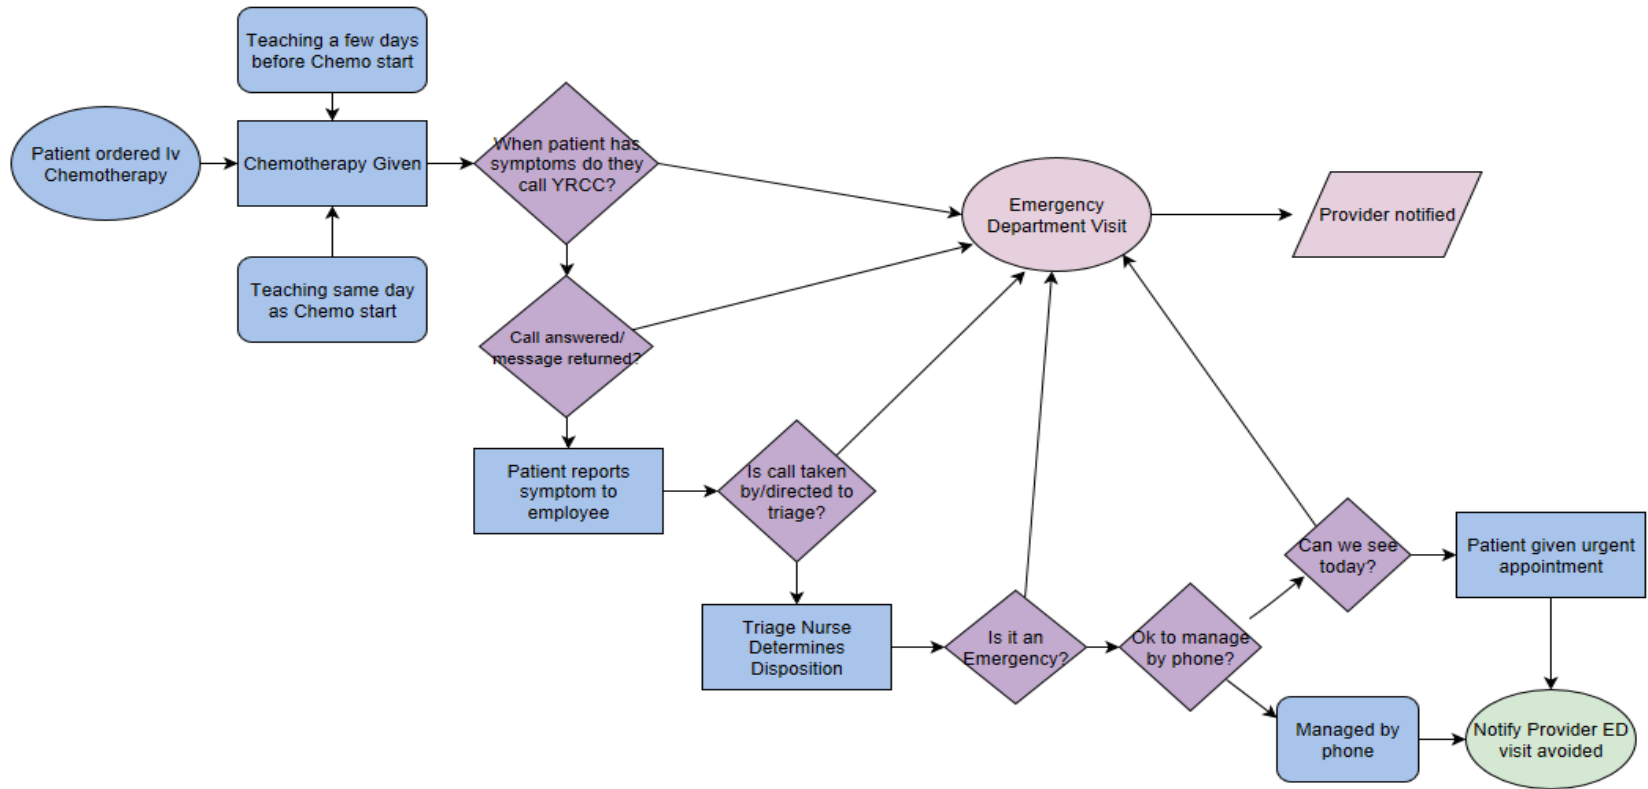 Teaching a few days
before Chemo start
Patient ordered Iv
Chemotherapy
Chemotherapy Given
When patient has
symptoms do they
call YRCC?
Teaching same day
as Chemo start
Emergency
Department Visit
Provider notified
Call answered/
message returned?
Patient reports
symptom to
employee
Is call taken
by/directed to
triage?
Triage Nurse
Determines
Disposition
Is it an
Emergency?
Ok to manage
by phone?
Can we see
today?
Patient given urgent
appointment
Managed by
phone
Notify Provider ED
visit avoided